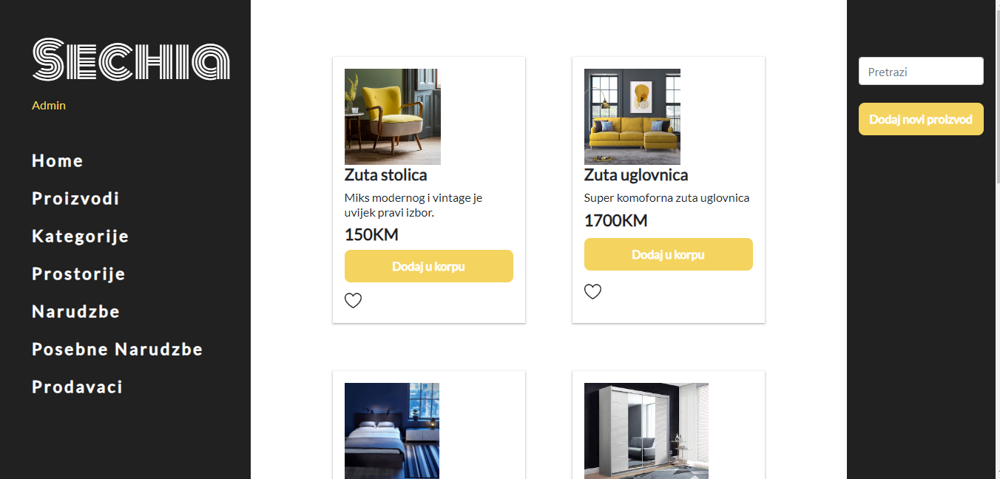 Sechia
Admin
Home
Proizvodi
Kategorije
Prostorije
Narudzbe
Posebne Narudzbe
Prodavaci
Zuta stolica
Miks modernog i vintage je
uvijek pravi izbor.
150KM
Dodaj u korpu
Zuta uglovnica
Super komoforna zuta uglovnica
1700KM
Dodaj u korpu
Pretrazi
Dodaj novi proizvod